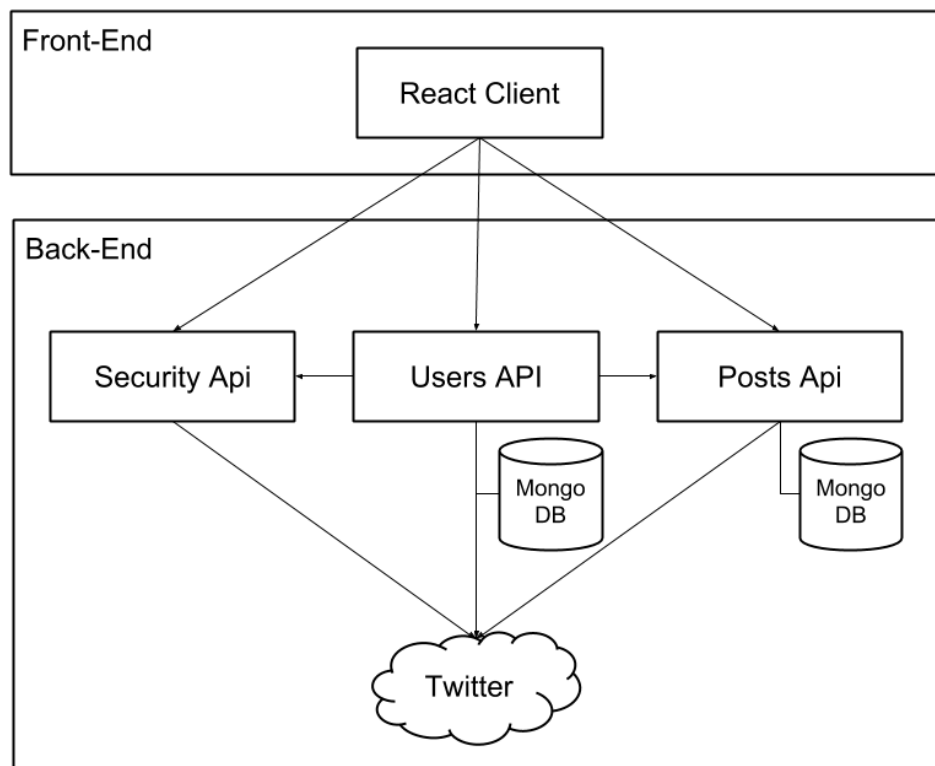 Front-End
React Client
Back-End
Security Api
Users API
Posts Api
Mongo
DB
Mongo
DB
Twitter